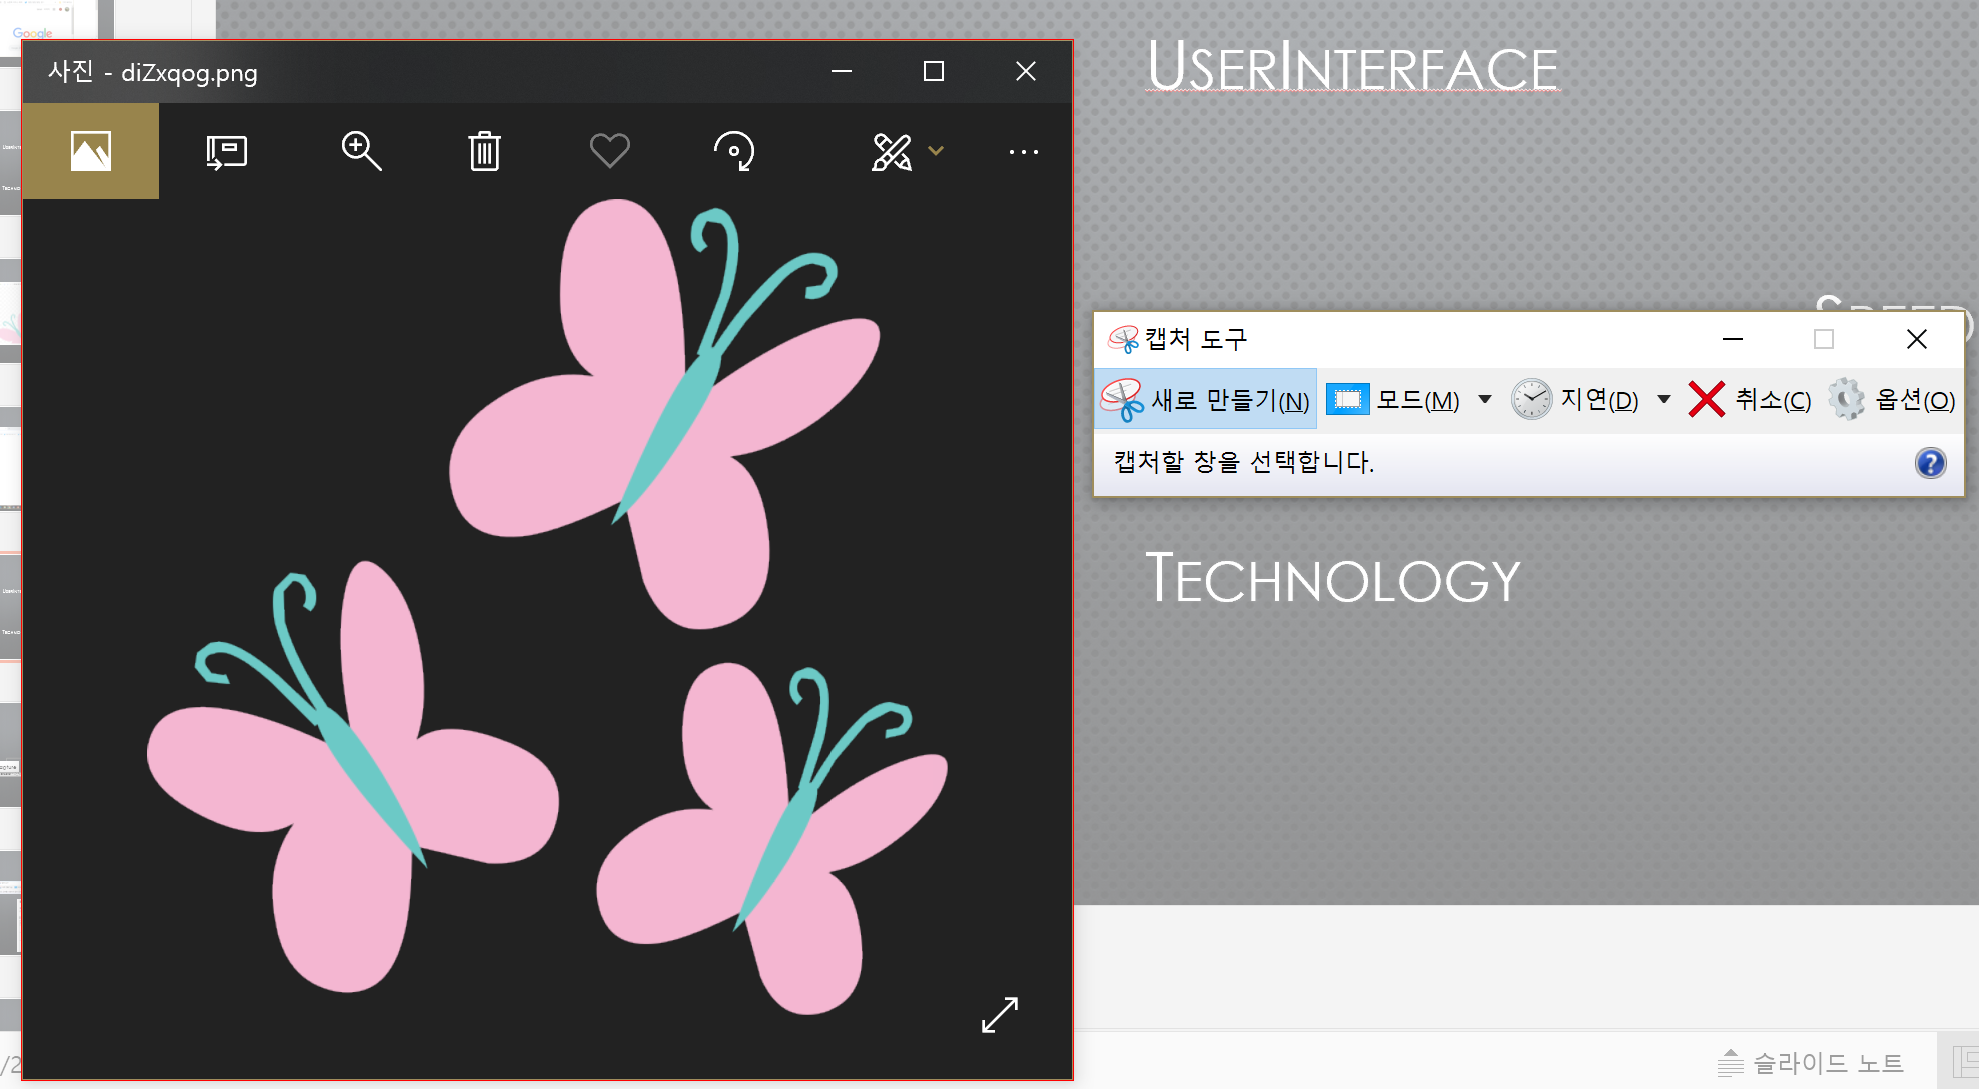 Google
사진 - diZxqog.png
USERINTERFACE
캡처 도구
새로 만들기(N)
모드(M)
지연(D)
취소(C)
옵션(O)
캡처할 창을 선택합니다.
TECHNOLOGY
슬라이드 노트